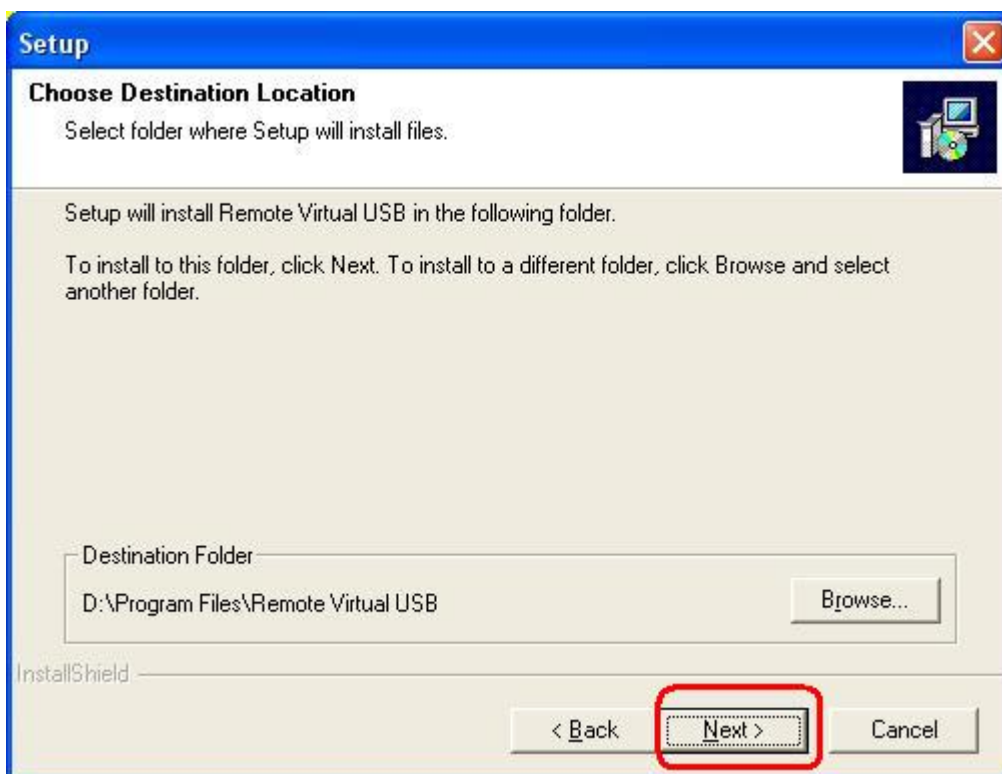 Setup
Choose Destination Location
Select folder where Setup will install files.
Setup will install Remote Virtual USB in the following folder.
To install to this folder, click Next. To install to a different folder, click Browse and select
another folder.
Destination Folder
D:\Program Files\Remote Virtual USB
Browse...
InstallShield
< Back
Next >
Cancel